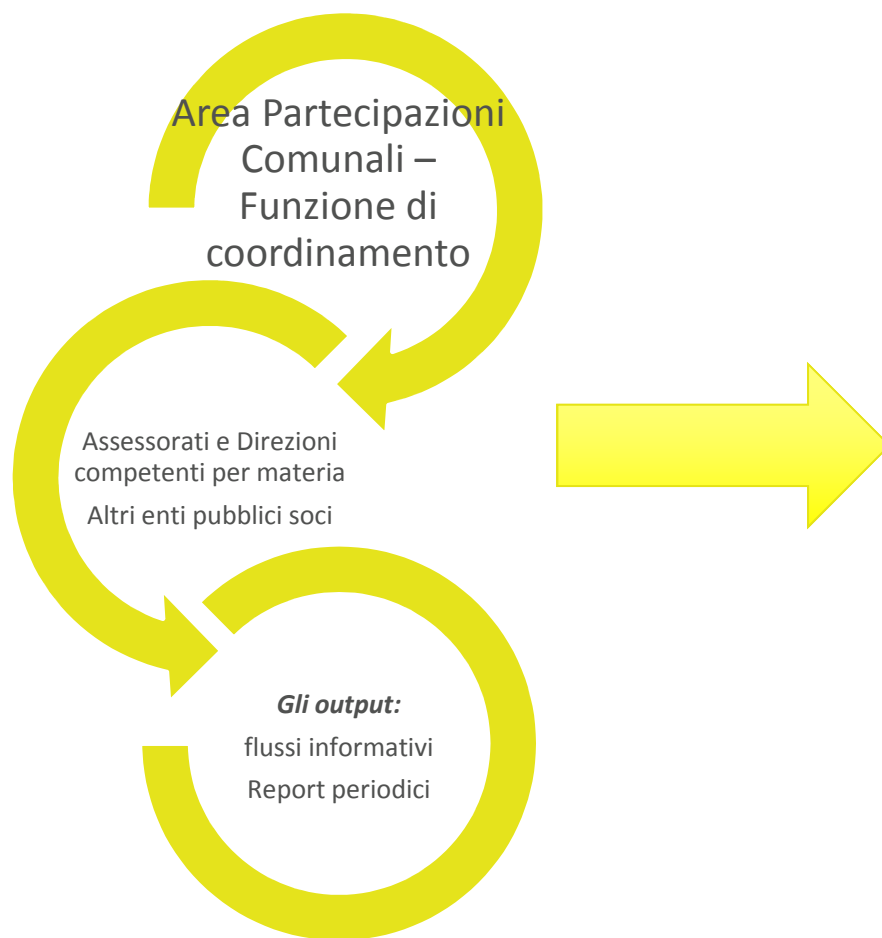 Area Partecipazioni
Comunali –
Funzione di
coordinamento
Assessorati e Direzioni
competenti per materia
Altri enti pubblici soci
Gli output:
flussi informativi
Report periodici